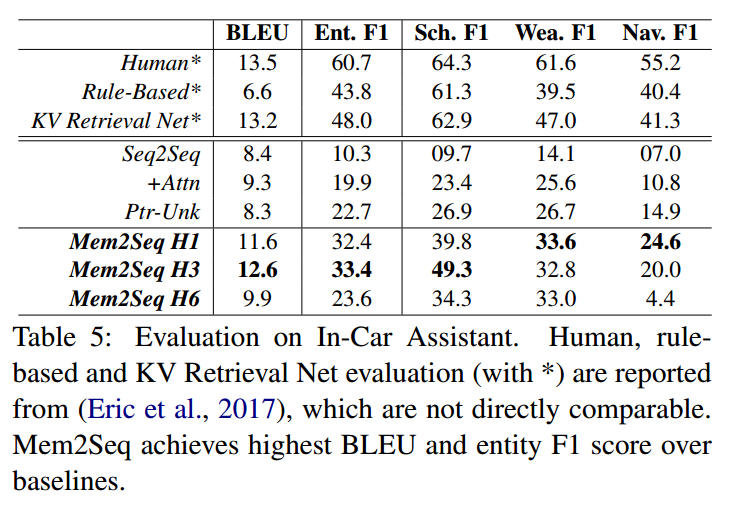 BLEU Ent. F1 Sch. F1 Wea. F1 Nav. F1
Human* 13.5 60.7 64.3 61.6 55.2
Rule-Based* 6.6 43.8 61.3 39.5 40.4
KV Retrieval Net* 13.2 48.0 62.9 47.0 41.3
Seq2Seq 8.4 10.3 09.7 14.1 07.0
+Attn 9.3 19.9 23.4 25.6 10.8
Ptr-Unk 8.3 22.7 26.9 26.7 14.9
Mem2Seq H1 11.6 32.4 39.8 33.6 24.6
Mem2Seq H3 12.6 33.4 49.3 32.8 20.0
Mem2Seq H6 9.9 23.6 34.3 33.0 4.4
Table 5: Evaluation on In-Car Assistant. Human, rule-
based and KV Retrieval Net evaluation (with *) are reported
from (Eric et al., 2017), which are not directly comparable.
Mem2Seq achieves highest BLEU and entity F1 score over
baselines.